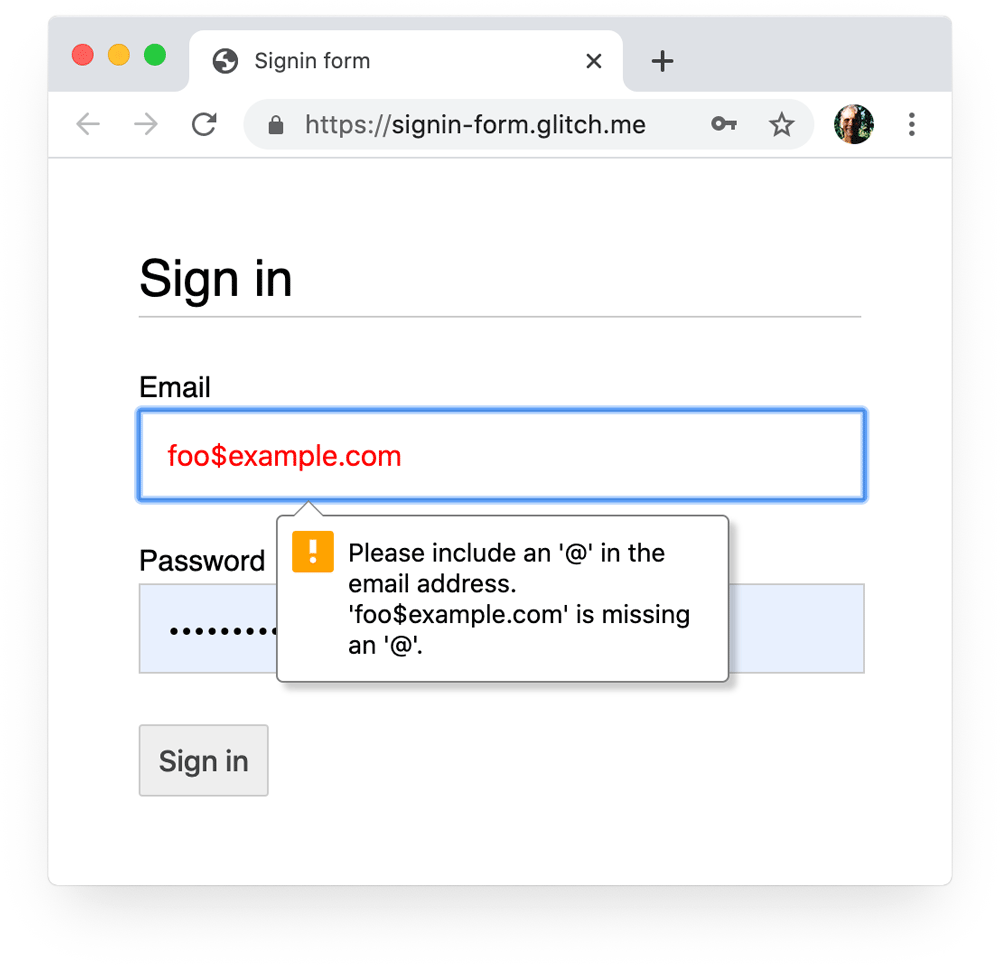 Signin form
https://signin-form.glitch.me
Sign in
Email
foo$example.com
Please include an '@' in the
email address.
'foo$example.com' is missing
an '@'.
Password
Sign in